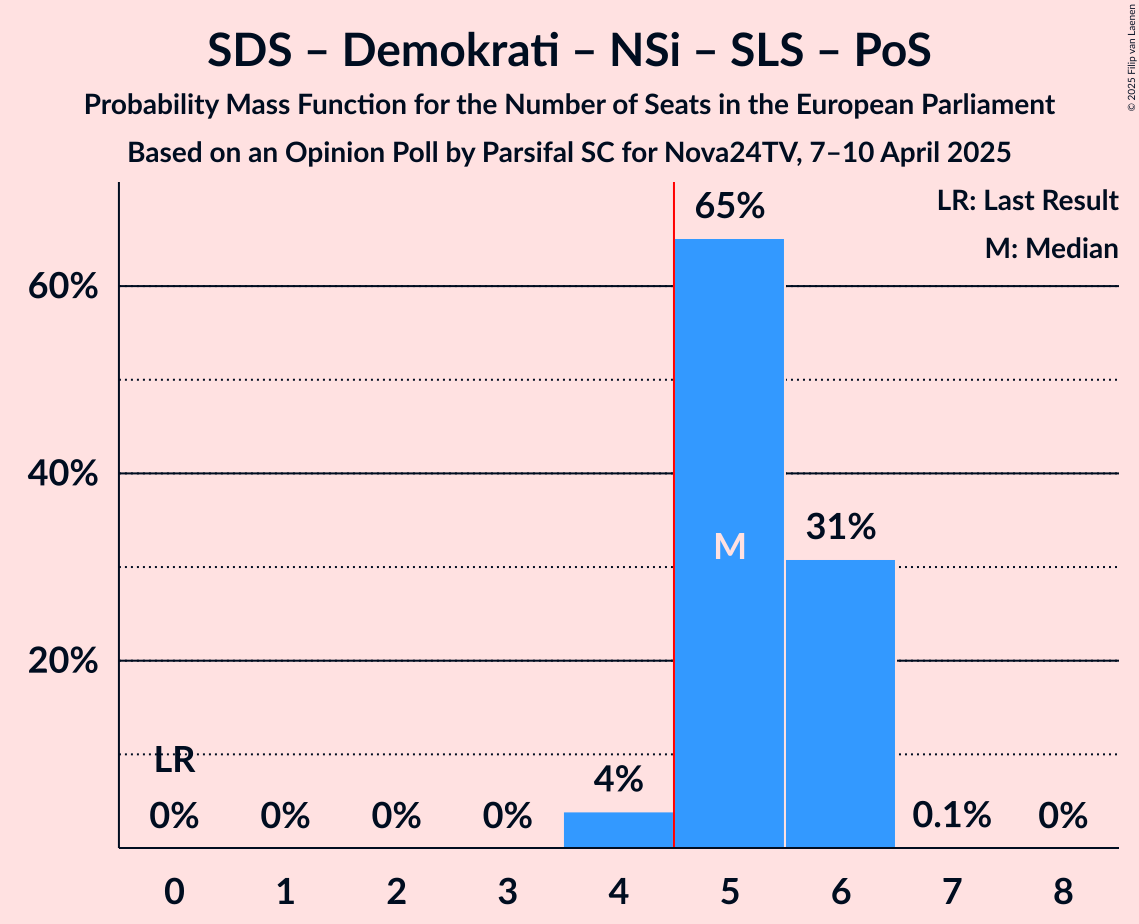 SDS – Demokrati – NSi – SLS – PoS
Probability Mass Function for the Number of Seats in the European Parliament
Based on an Opinion Poll by Parsifal SC for Nova24TV, 7–10 April 2025
© 2025 Filip van Laenen
LR: Last Result
M: Median
65%
60%
31%
40%
M
20%
LR
4%
0% 0% 0% 0% 0.1% 0%
0 1 2 3 4 5 6 7 8